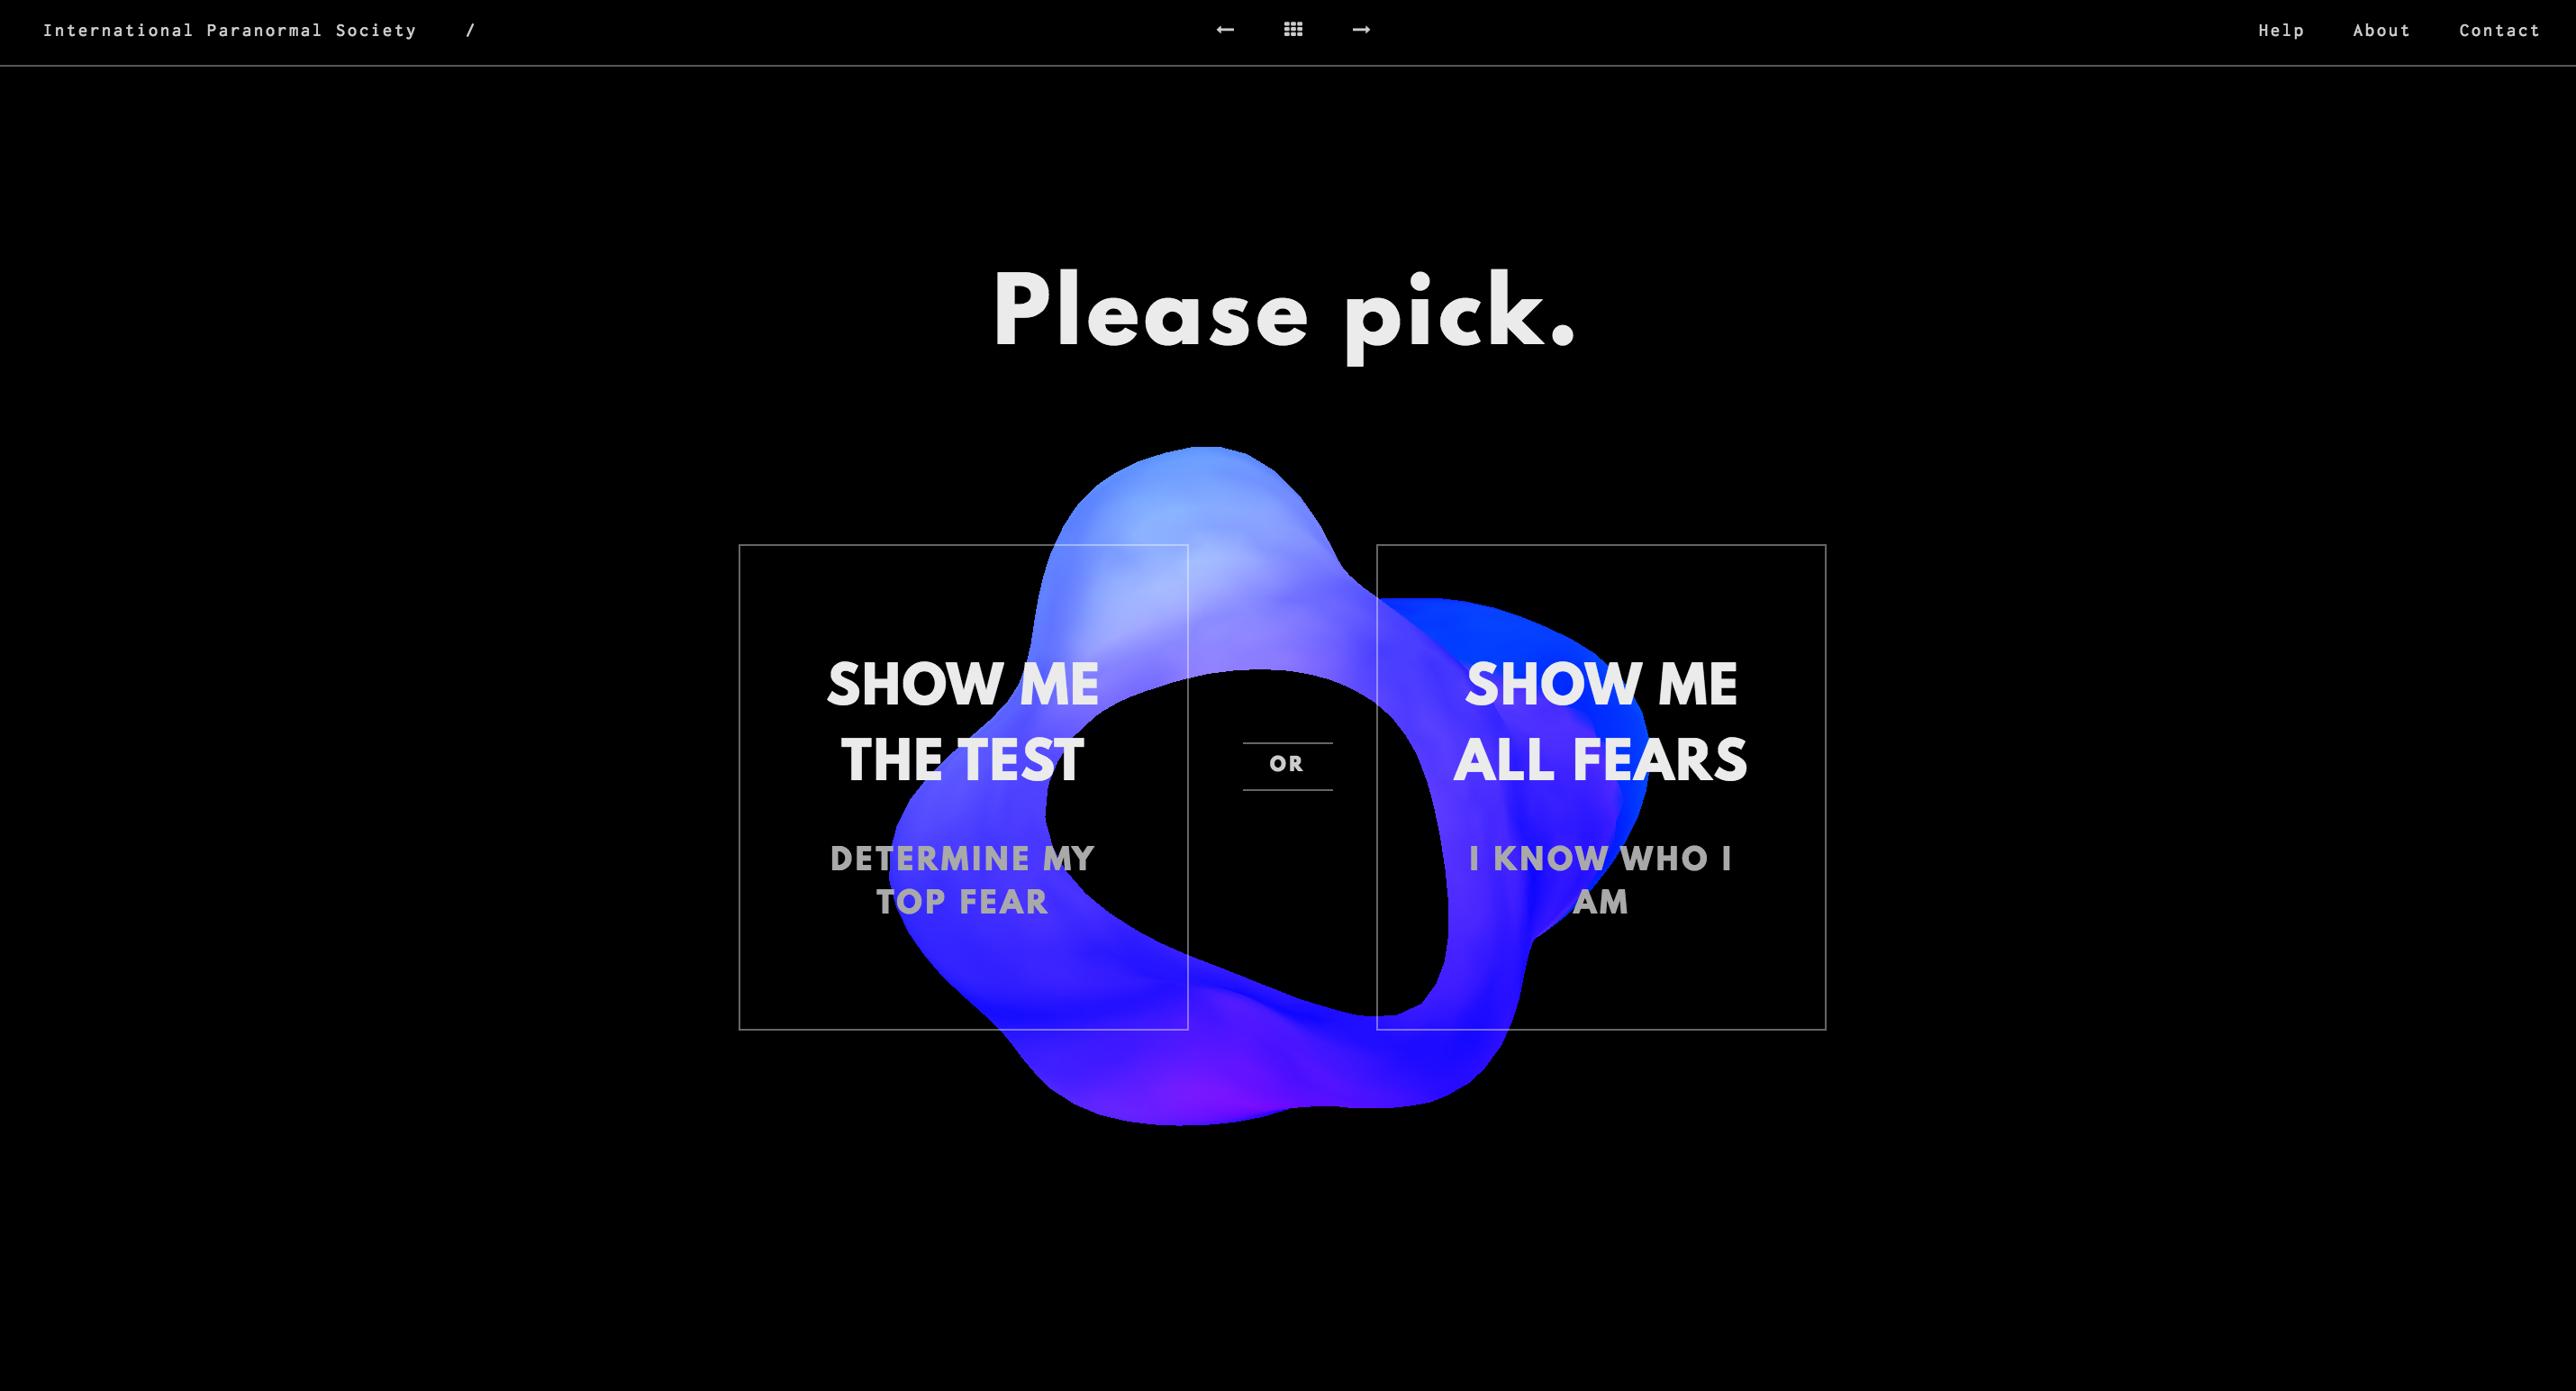 International Paranormal Society /
Help About Contact
Please pick.
SHOW ME
THE TEST
DETERMINE MY
TOP FEAR
OR
SHOW ME
ALL FEARS
I KNOW WHO I
AM